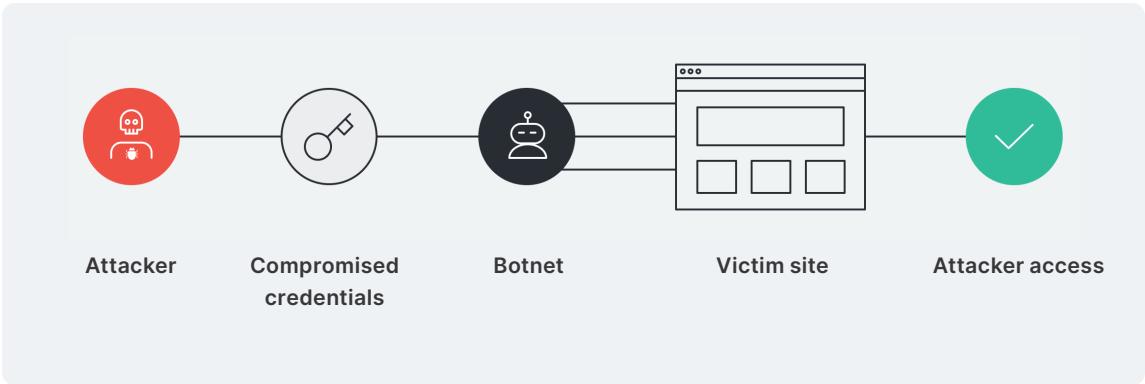 Attacker
Compromised
credentials
Botnet
Victim site
Attacker access